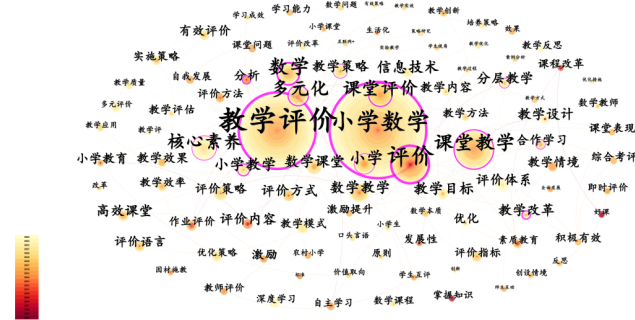 学习成效 学习能力 数学问题 有效策略 教学实效 教学创新 培养策略 效果
有效评价 小学课堂 生活化
课堂问题 评价改革 教学反思
实施策略 数学 教学策略 信息技术 课程改革
自我发展 分析 分层教学
教学质量 多元化 课堂评价 教学内容
多元评价 评价方法 数学教师
教学评估 教学评价 小学数学 教学方法 教学设计
教学应用 教学评 课堂表现
核心素养 课堂教学 合作学习
小学教育 教学效果 小学教学 数学课堂 小学 评价 教学情境 综合考评
改革 教学效率 评价策略 评价方式 数学教学 教学目标 评价体系 即时评价
高效课堂 激励提升 教学本质 教学改革 好课
作业评价 评价内容 教学模式 小学生 优化
评价语言 口头言语 发展性 素质教育 积极有效
优化策略 激励 农村小学 原则 评价指标 反思
因材施教 价值取向 学生互评 创新 创设情境
教师评价 深度学习 自主学习 数学课程 掌握知识